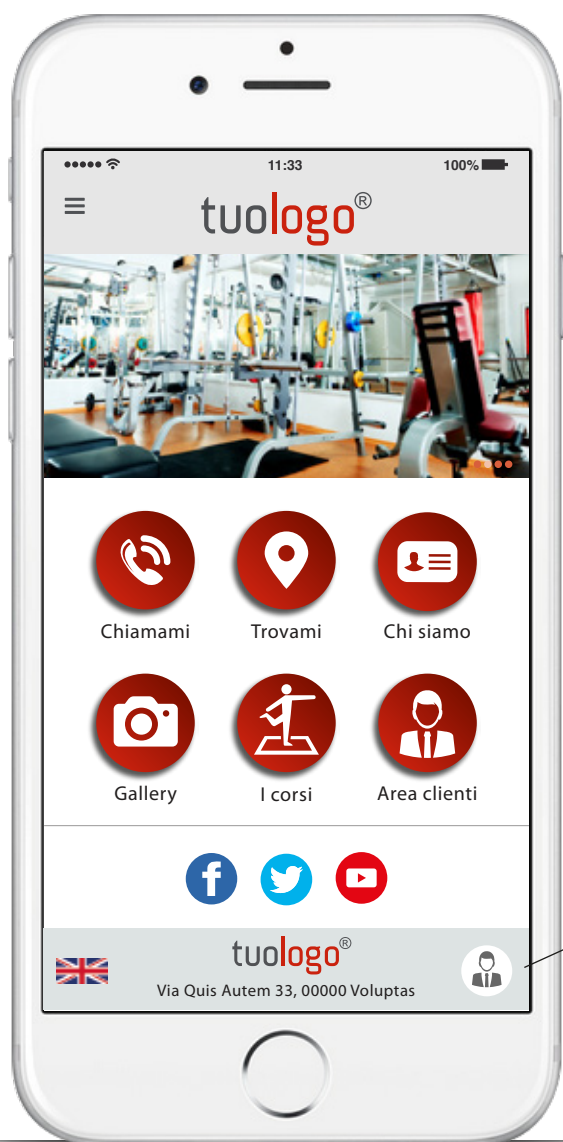 11:33
100%
tuologo®
Chiamami
Trovami
Chi siamo
Gallery
I corsi
Area clienti
tuologo®
Via Quis Autem 33, 00000 Voluptas